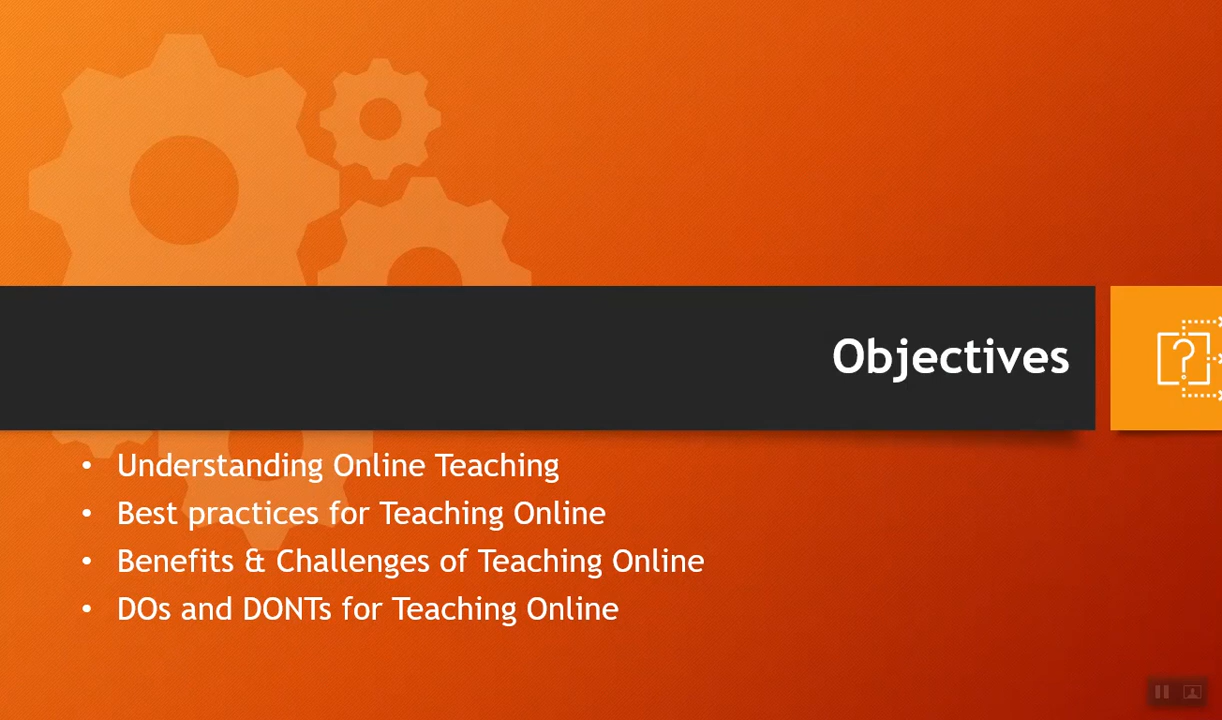 Objectives
• Understanding Online Teaching
• Best practices for Teaching Online
• Benefits & Challenges of Teaching Online
• DOs and DONTs for Teaching Online